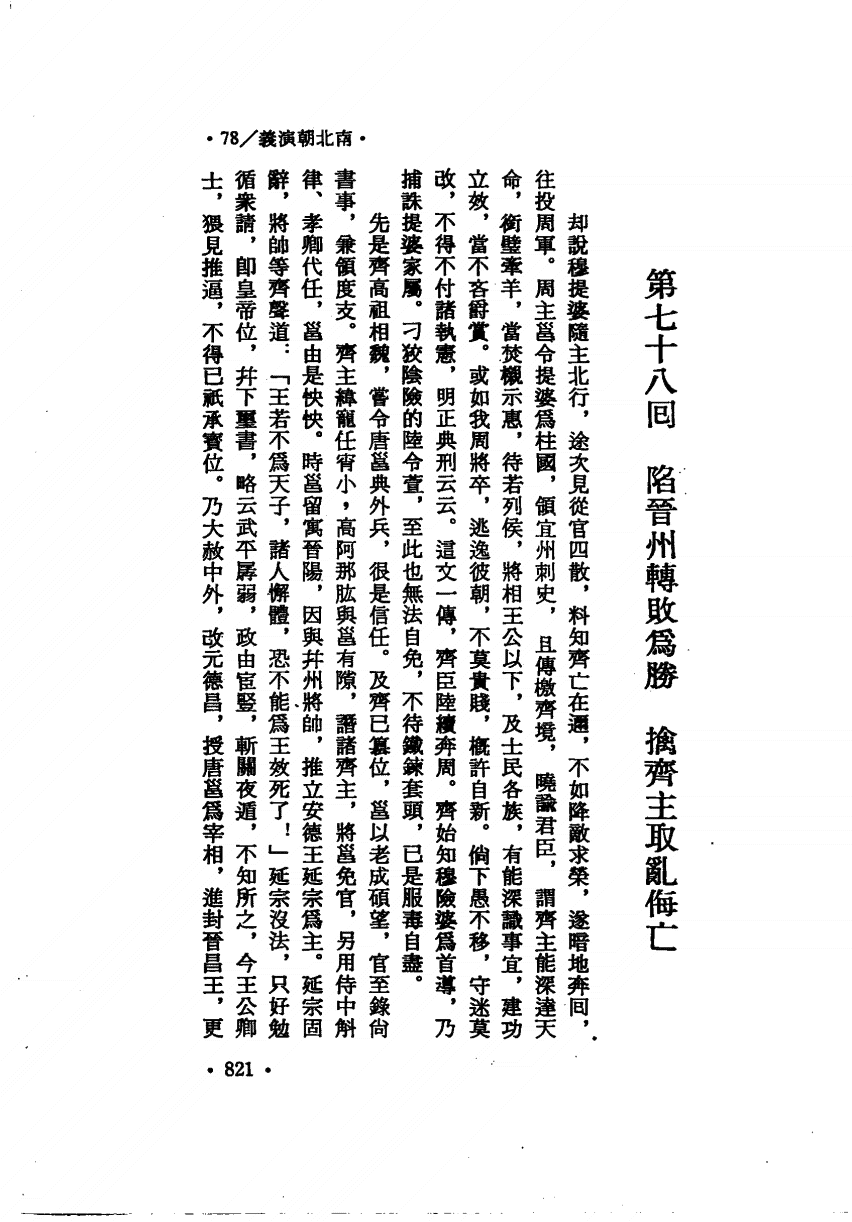 ·南北朝演義/78·
第七十八回　陷晉州轉敗爲勝　擒齊主取亂侮亡
却說穆提婆隨主北行，途次見從官四散，料知齊亡在邇，不如降敵求榮，遂暗地奔回，
往投周軍。周主邕令提婆爲柱國，領宜州刺史，且傳檄齊境，曉諭君臣，謂齊主能深達天
命，銜璧牽羊，當焚櫬示惠，待若列侯，將相王公以下，及士民各族，有能深識事宜，建功
立效，當不吝爵賞。或如我周將卒，逃逸彼朝，不莫貴賤，概許自新。倘下愚不移，守迷莫
改，不得不付諸執憲，明正典刑云云。這文一傳，齊臣陸續奔周。齊始知穆險婆爲首導，乃
捕誅提婆家屬。刁狡陰險的陸令萱，至此也無法自免，不待鐵鍊套頭，已是服毒自盡。
先是齊高祖相魏，嘗令唐邕典外兵，很是信任。及齊已篡位，邕以老成碩望，官至錄尙
書事，兼領度支。齊主緯寵任宵小，高阿那肱與邕有隙，譖諸齊主，將邕免官，另用侍中斛
律、孝卿代任，邕由是怏怏。時邕留寓晉陽，因與幷州將帥，推立安德王延宗爲主。延宗固
辭，將帥等齊聲道：「王若不爲天子，諸人懈體，恐不能爲王效死了！」延宗沒法，只好勉
循衆請，卽皇帝位，幷下璽書，略云武平孱弱，政由宦豎，斬關夜遁，不知所之，今王公卿
士，猥見推逼，不得已祇承寶位。乃大赦中外，改元德昌，授唐邕爲宰相，進封晉昌王，更
·821·